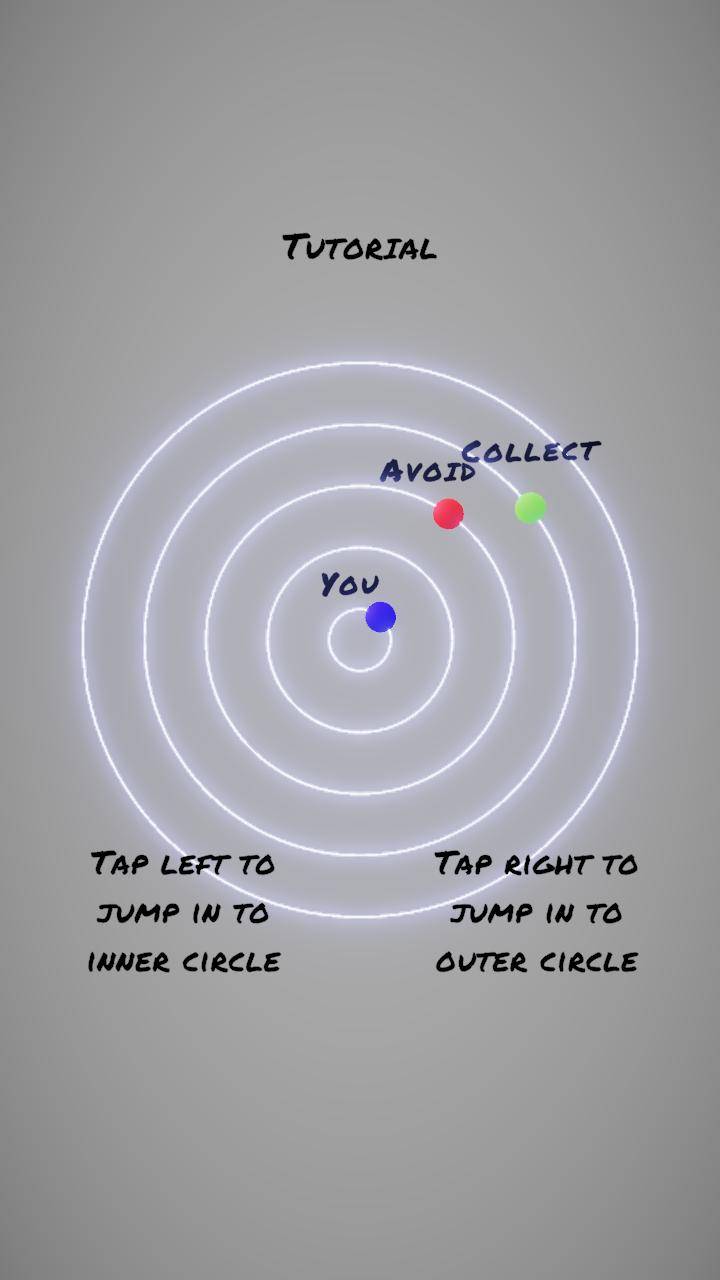 Tutorial
Collect
Avoid
You
Tap left to
jump in to
inner circle
Tap right to
jump in to
outer circle